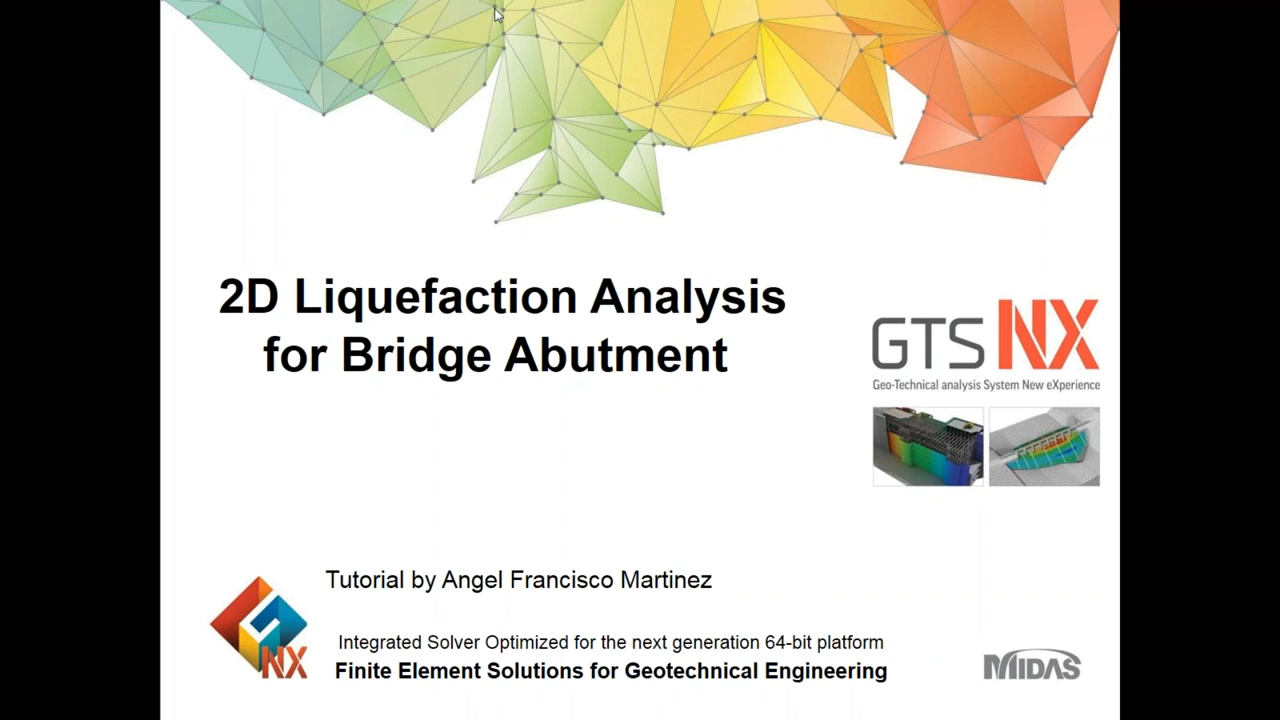 2D Liquefaction Analysis
for Bridge Abutment
GTS NX
Geo-Technical analysis System New eXperience
Tutorial by Angel Francisco Martinez
Integrated Solver Optimized for the next generation 64-bit platform
Finite Element Solutions for Geotechnical Engineering
NX
MIDAS